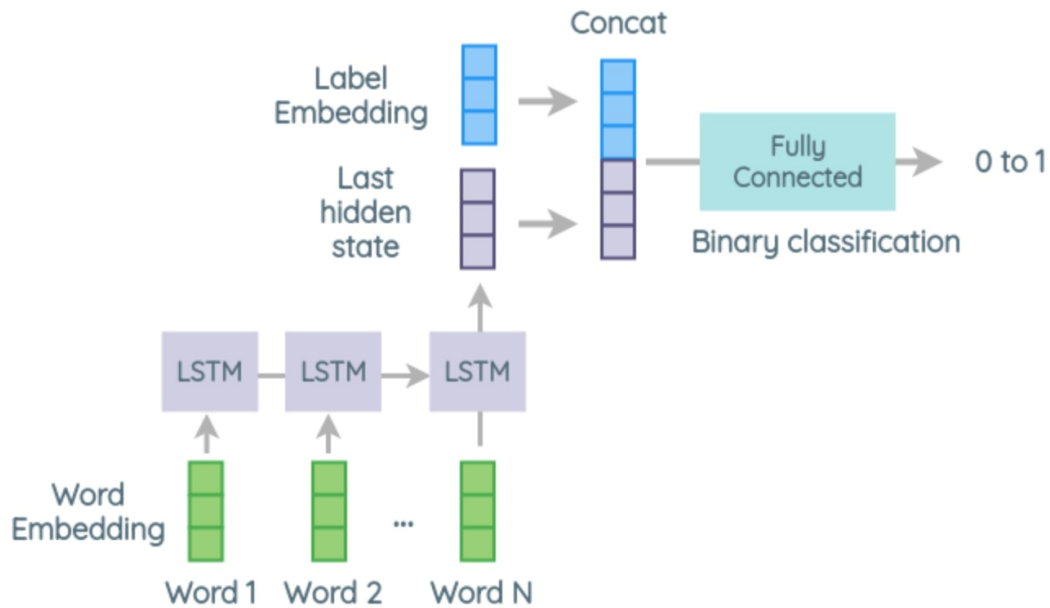 Concat
Label
Embedding
Fully
Connected
0 to 1
Last
hidden
state
Binary classification
LSTM LSTM LSTM
Word
Embedding
...
Word 1 Word 2 Word N